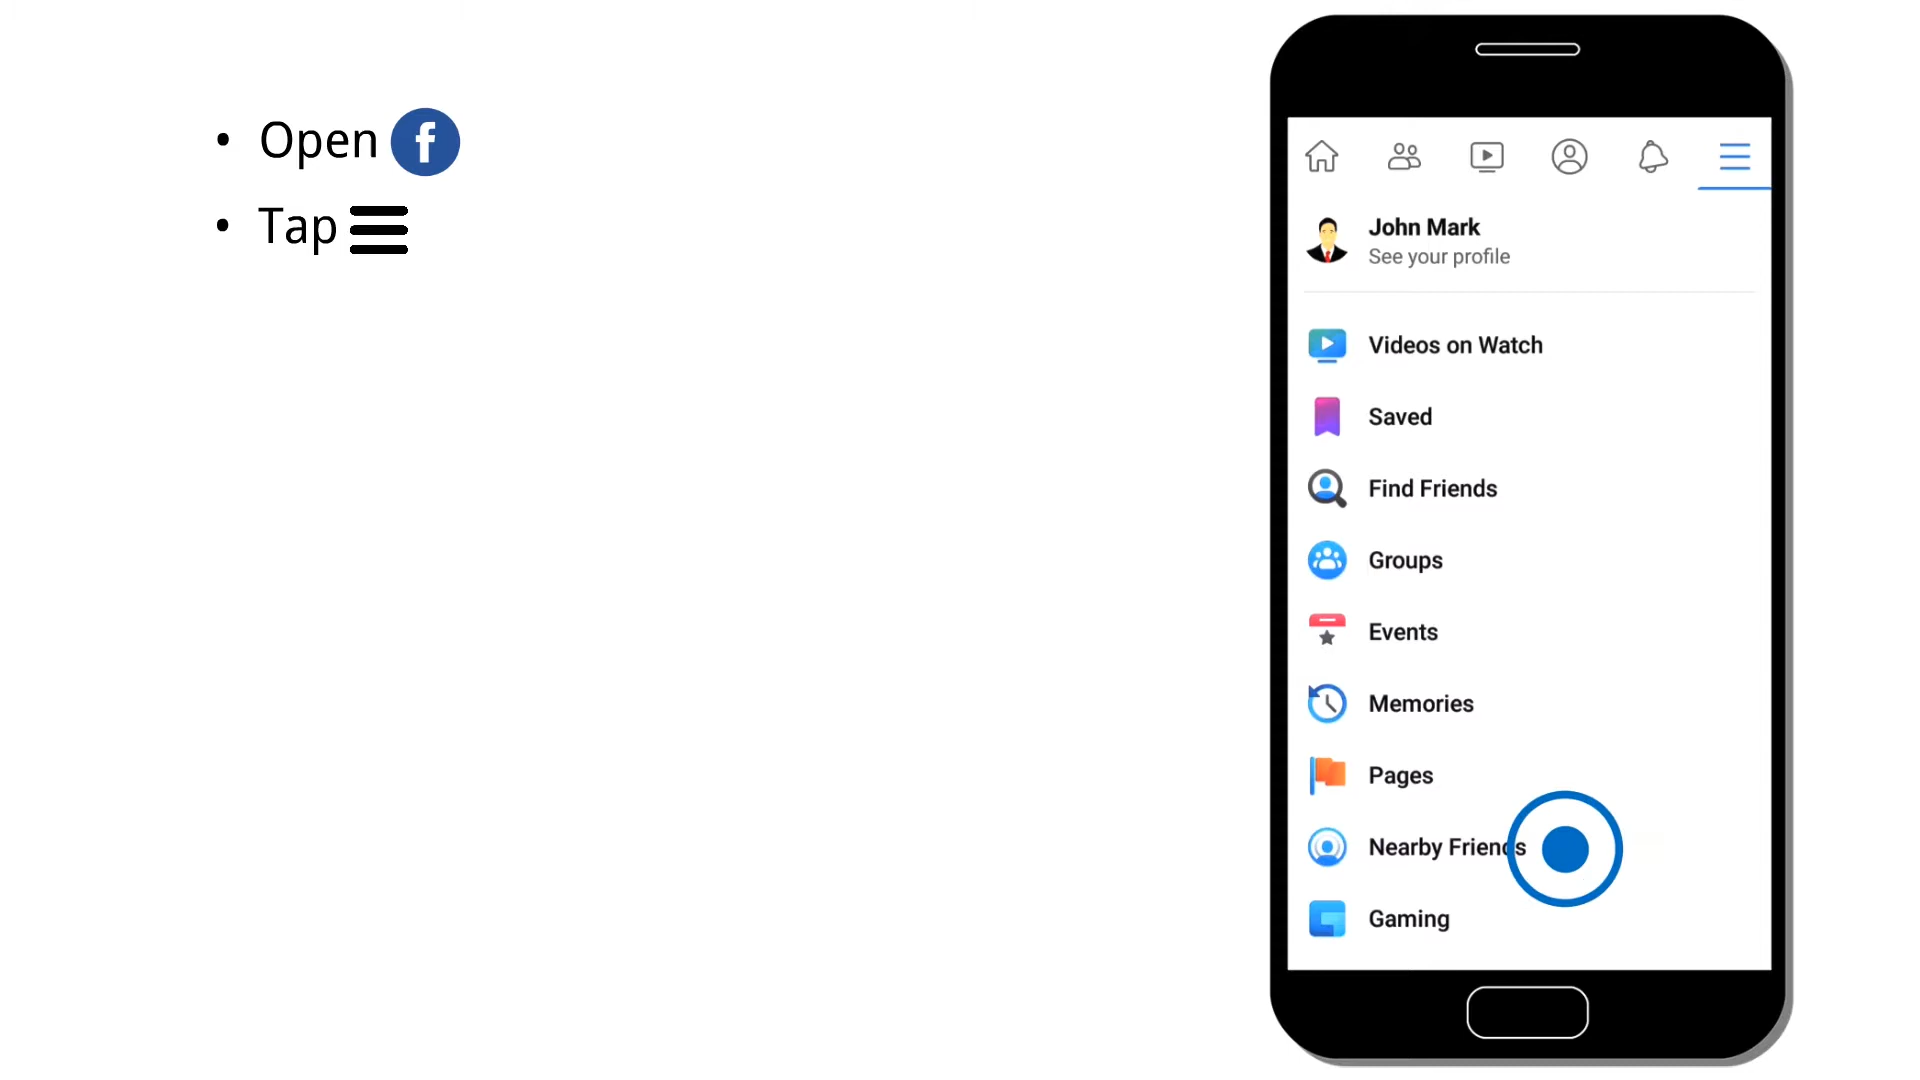 • Open f
• Tap
John Mark
See your profile
Videos on Watch
Saved
Find Friends
Groups
Events
Memories
Pages
Nearby Friends
Gaming